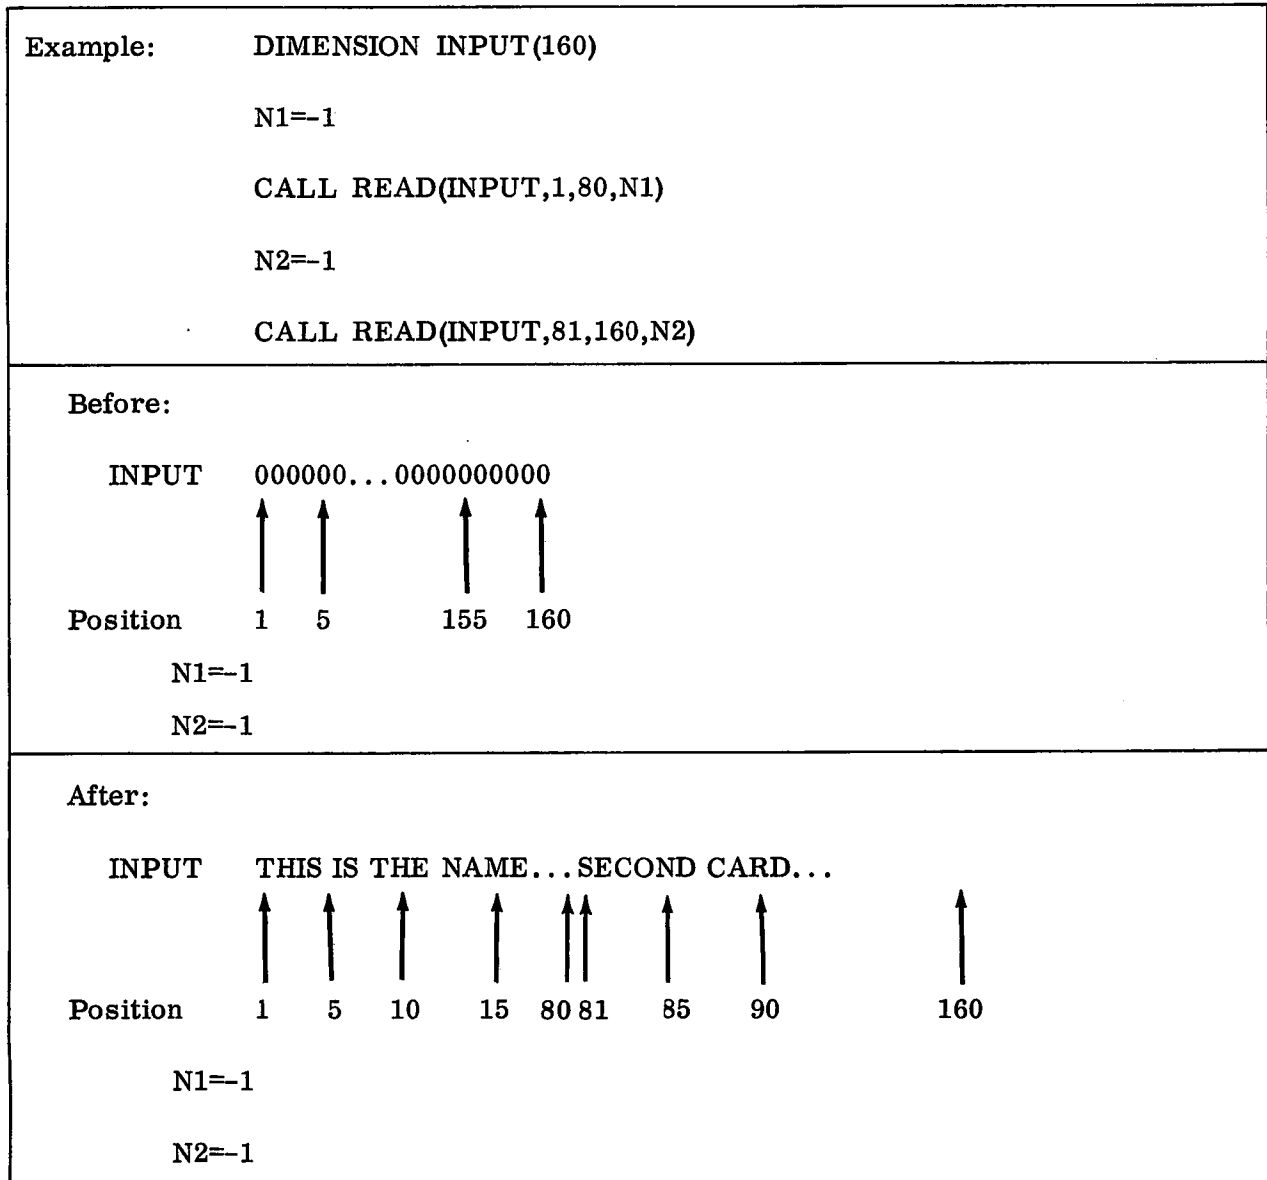 Example: DIMENSION INPUT(160)
N1=-1
CALL READ(INPUT,1,80,N1)
N2=-1
CALL READ(INPUT,81,160,N2)
Before:
INPUT 000000...0000000000
Position 1 5 155 160
N1=-1
N2=-1
After:
INPUT THIS IS THE NAME...SECOND CARD...
Position 1 5 10 15 80 81 85 90 160
N1=-1
N2=-1